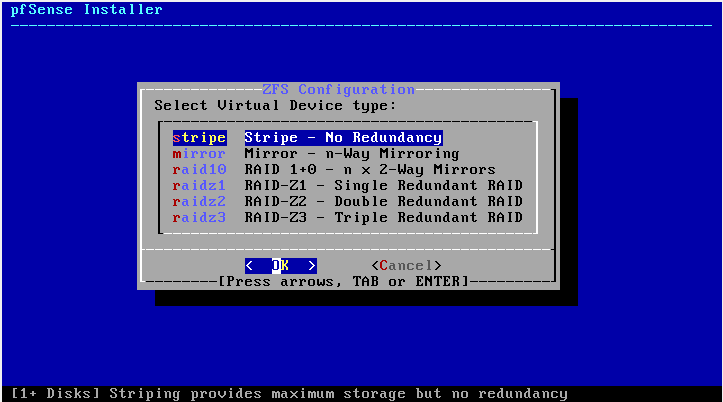 pfSense Installer
ZFS Configuration
Select Virtual Device type:
stripe Stripe - No Redundancy
mirror Mirror - n-Way Mirroring
raid10 RAID 1+0 - n x 2-Way Mirrors
raidz1 RAID-Z1 - Single Redundant RAID
raidz2 RAID-Z2 - Double Redundant RAID
raidz3 RAID-Z3 - Triple Redundant RAID
< OK > <Cancel>
[Press arrows, TAB or ENTER]
[1+ Disks] Striping provides maximum storage but no redundancy